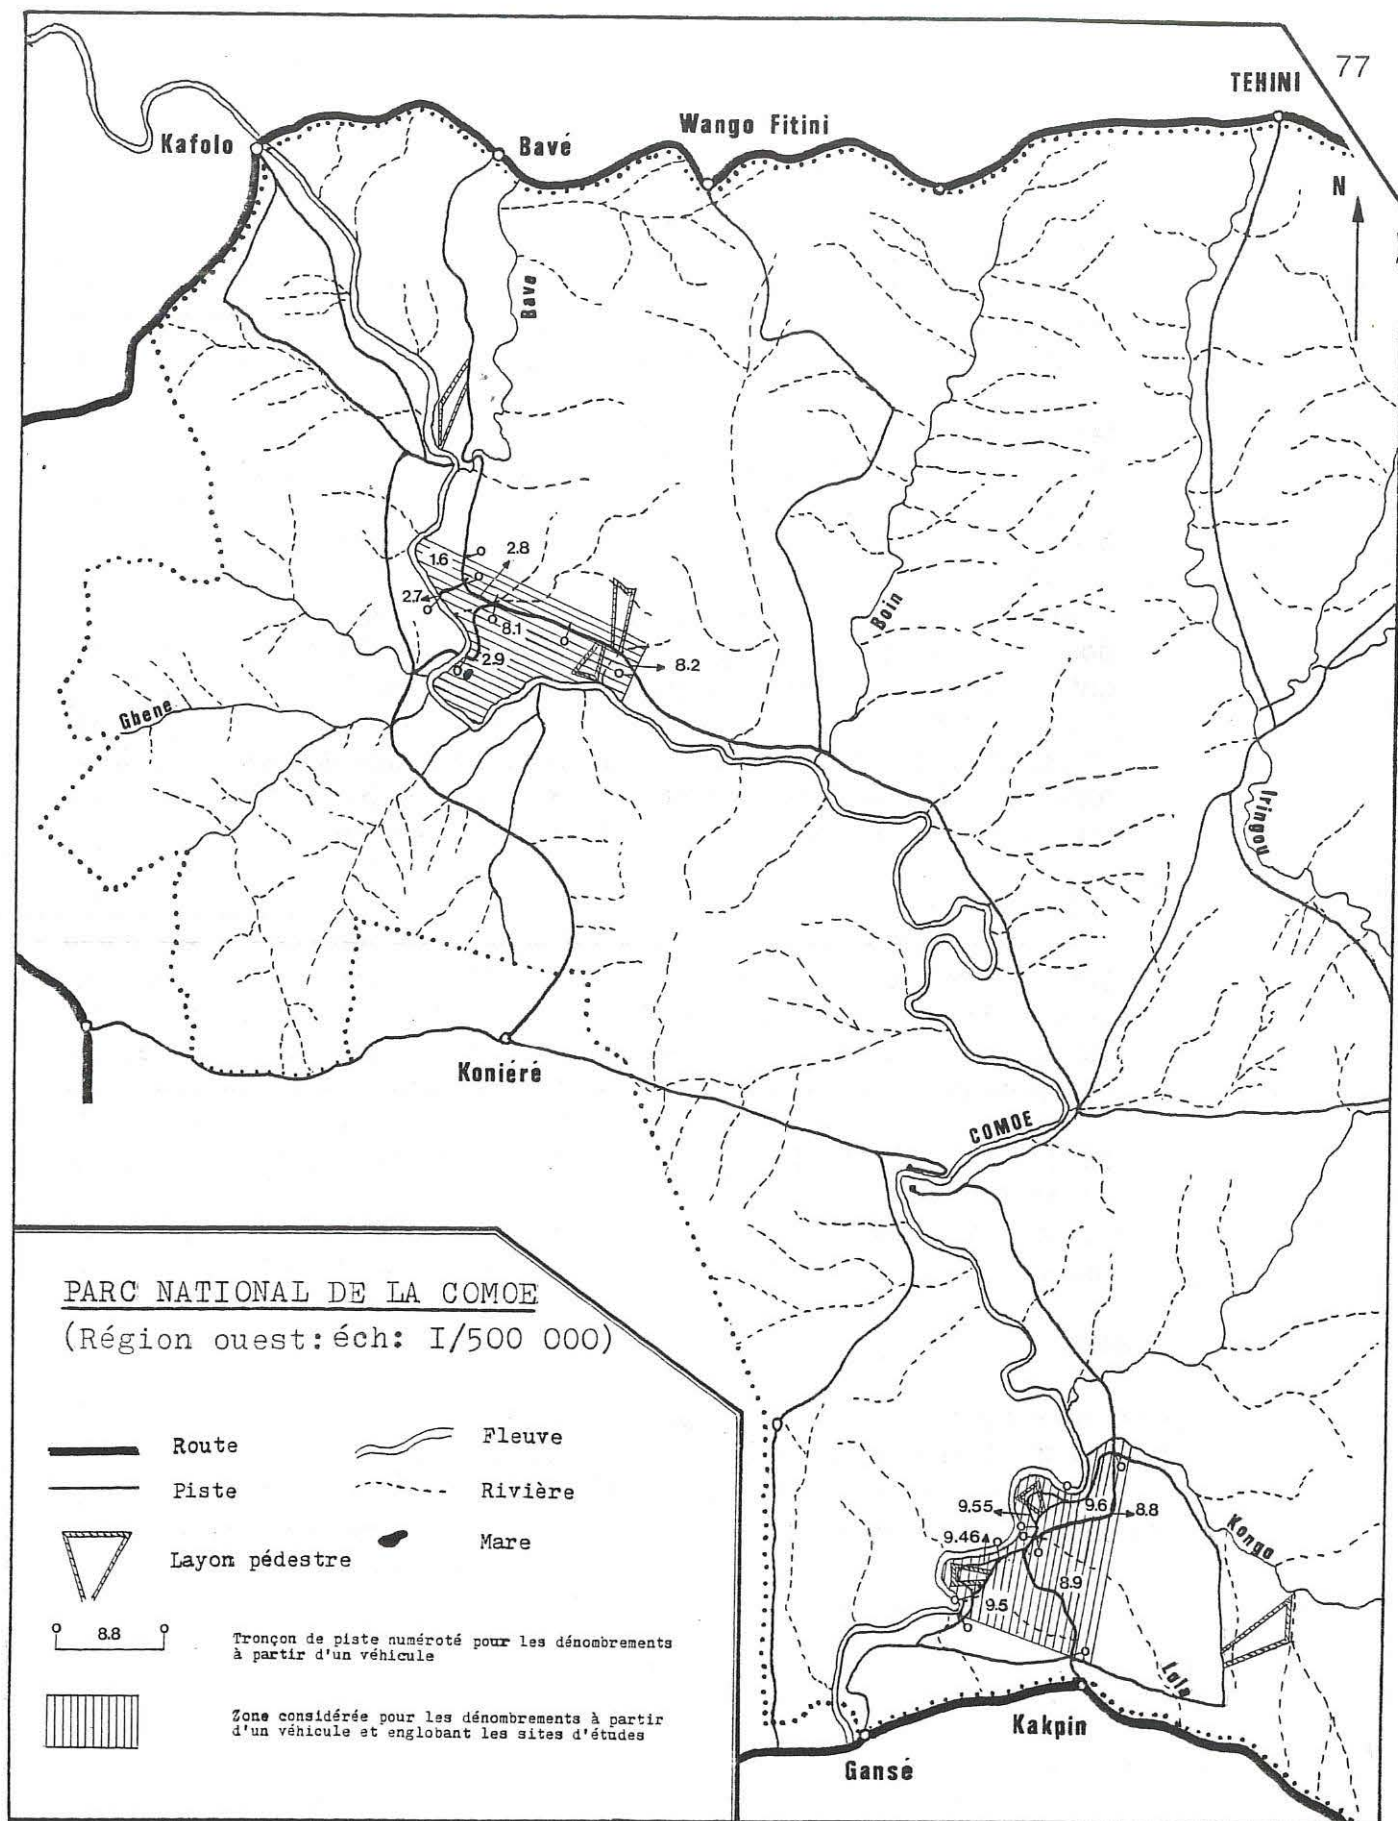 77
TEHINI
Wango Fitini
Kafolo
Bavé
N
Bave
1.6
2.8
2.7
8.1
2.9
8.2
Boin
Gbene
Iringou
Koniéré
COMOE
PARC NATIONAL DE LA COMOE
(Région ouest: éch: I/500 000)
Route
Fleuve
Piste
Rivière
Layon pédestre
Mare
8.8
Tronçon de piste numéroté pour les dénombrements
à partir d'un véhicule
Zone considérée pour les dénombrements à partir
d'un véhicule et englobant les sites d'études
9.55
9.6
8.8
9.46
Kongo
8.9
9.5
Lola
Kakpin
Gansé